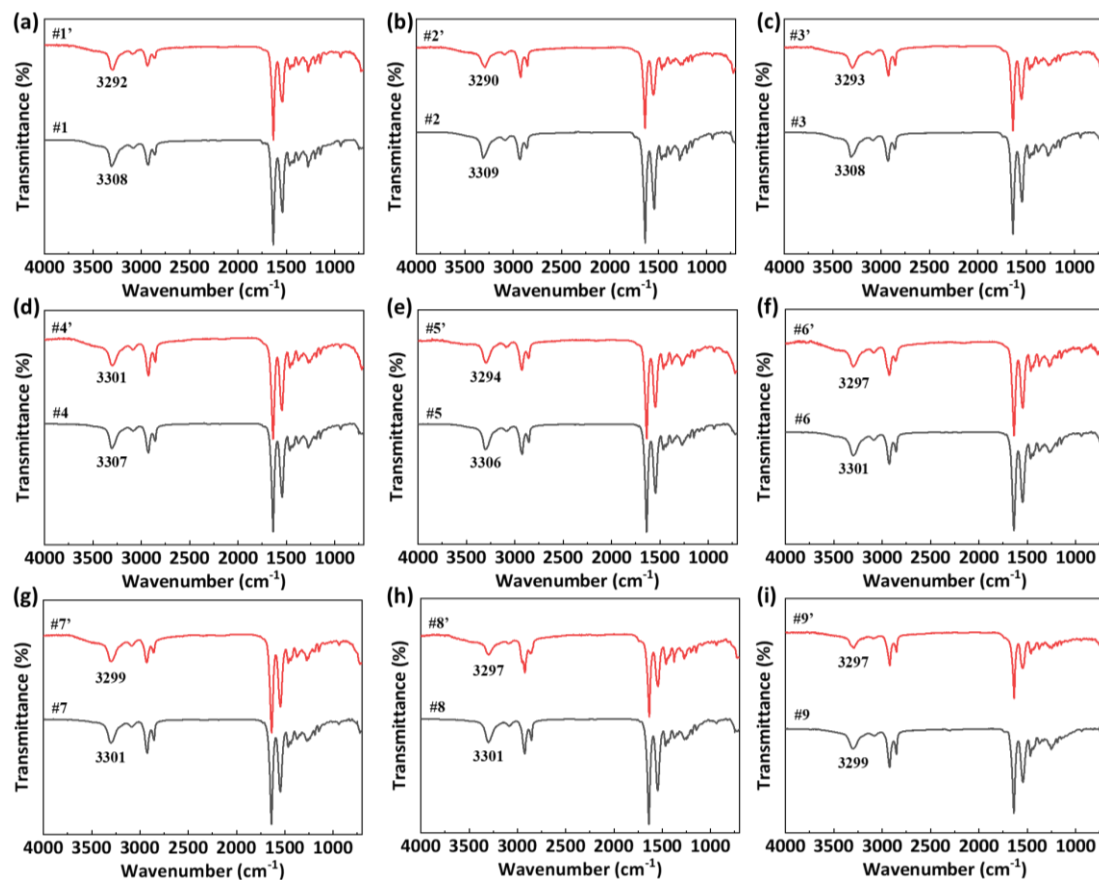 (a)
#1'
3292
#1
3308
Transmittance (%)
4000 3500 3000 2500 2000 1500 1000
Wavenumber (cm⁻¹)
(b)
#2'
3290
#2
3309
Transmittance (%)
4000 3500 3000 2500 2000 1500 1000
Wavenumber (cm⁻¹)
(c)
#3'
3293
#3
3308
Transmittance (%)
4000 3500 3000 2500 2000 1500 1000
Wavenumber (cm⁻¹)
(d)
#4'
3301
#4
3307
Transmittance (%)
4000 3500 3000 2500 2000 1500 1000
Wavenumber (cm⁻¹)
(e)
#5'
3294
#5
3306
Transmittance (%)
4000 3500 3000 2500 2000 1500 1000
Wavenumber (cm⁻¹)
(f)
#6'
3297
#6
3301
Transmittance (%)
4000 3500 3000 2500 2000 1500 1000
Wavenumber (cm⁻¹)
(g)
#7'
3299
#7
3301
Transmittance (%)
4000 3500 3000 2500 2000 1500 1000
Wavenumber (cm⁻¹)
(h)
#8'
3297
#8
3301
Transmittance (%)
4000 3500 3000 2500 2000 1500 1000
Wavenumber (cm⁻¹)
(i)
#9'
3297
#9
3299
Transmittance (%)
4000 3500 3000 2500 2000 1500 1000
Wavenumber (cm⁻¹)